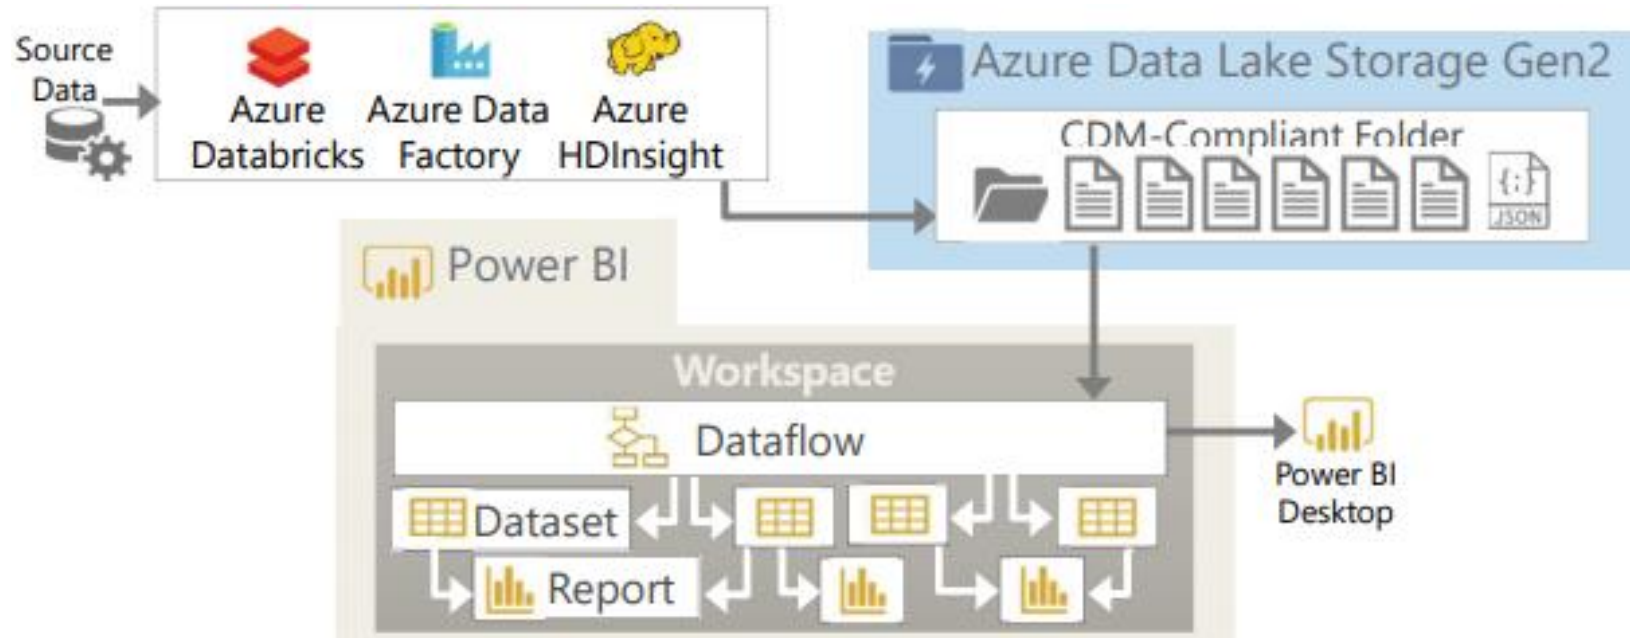 Source
Data
Azure
Databricks
Azure Data
Factory
Azure
HDInsight
Azure Data Lake Storage Gen2
CDM-Compliant Folder
{;}
JSON
Power BI
Workspace
Dataflow
Dataset
Report
Power BI
Desktop